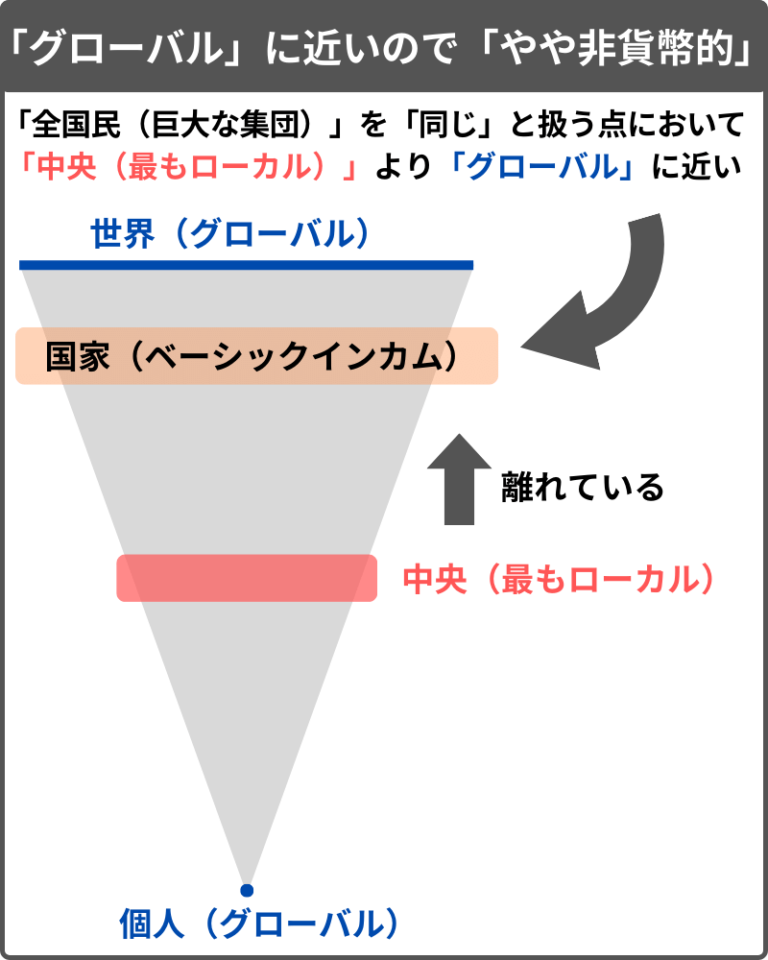 「グローバル」に近いので「やや非貨幣的」
「全国民（巨大な集団）」を「同じ」と扱う点において
「中央（最もローカル）」より「グローバル」に近い
世界（グローバル）
国家（ベーシックインカム）
離れている
中央（最もローカル）
個人（グローバル）